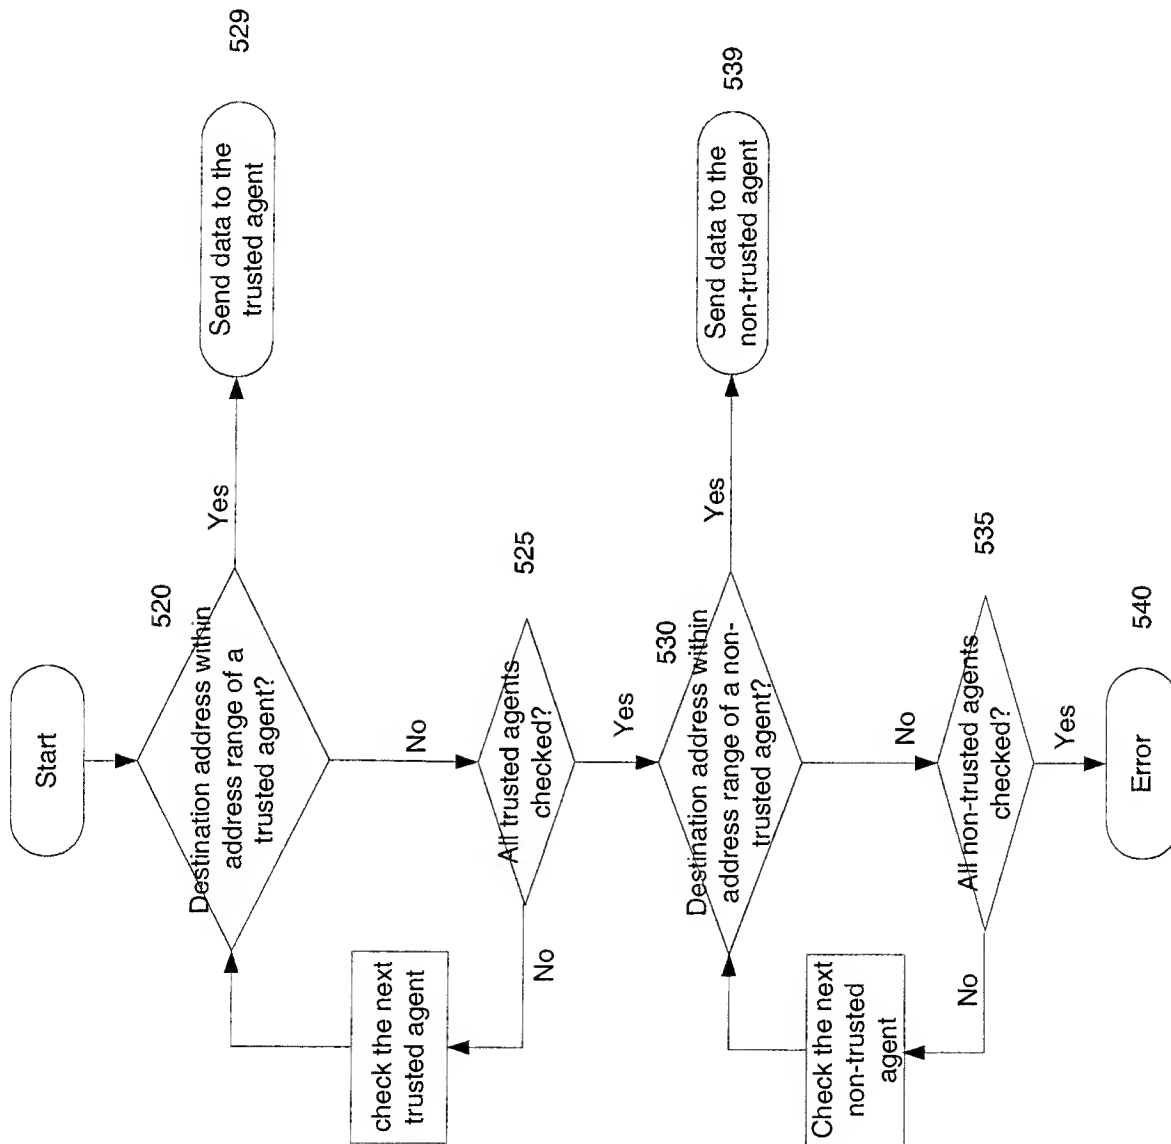 Start
520
Destination address within
address range of a
trusted agent?
Yes
Send data to the
trusted agent
529
No
check the next
trusted agent
525
All trusted agents
checked?
No
Yes
530
Destination address within
address range of a non-
trusted agent?
Yes
Send data to the
non-trusted agent
539
No
Check the next
non-trusted
agent
535
All non-trusted agents
checked?
No
Yes
Error
540